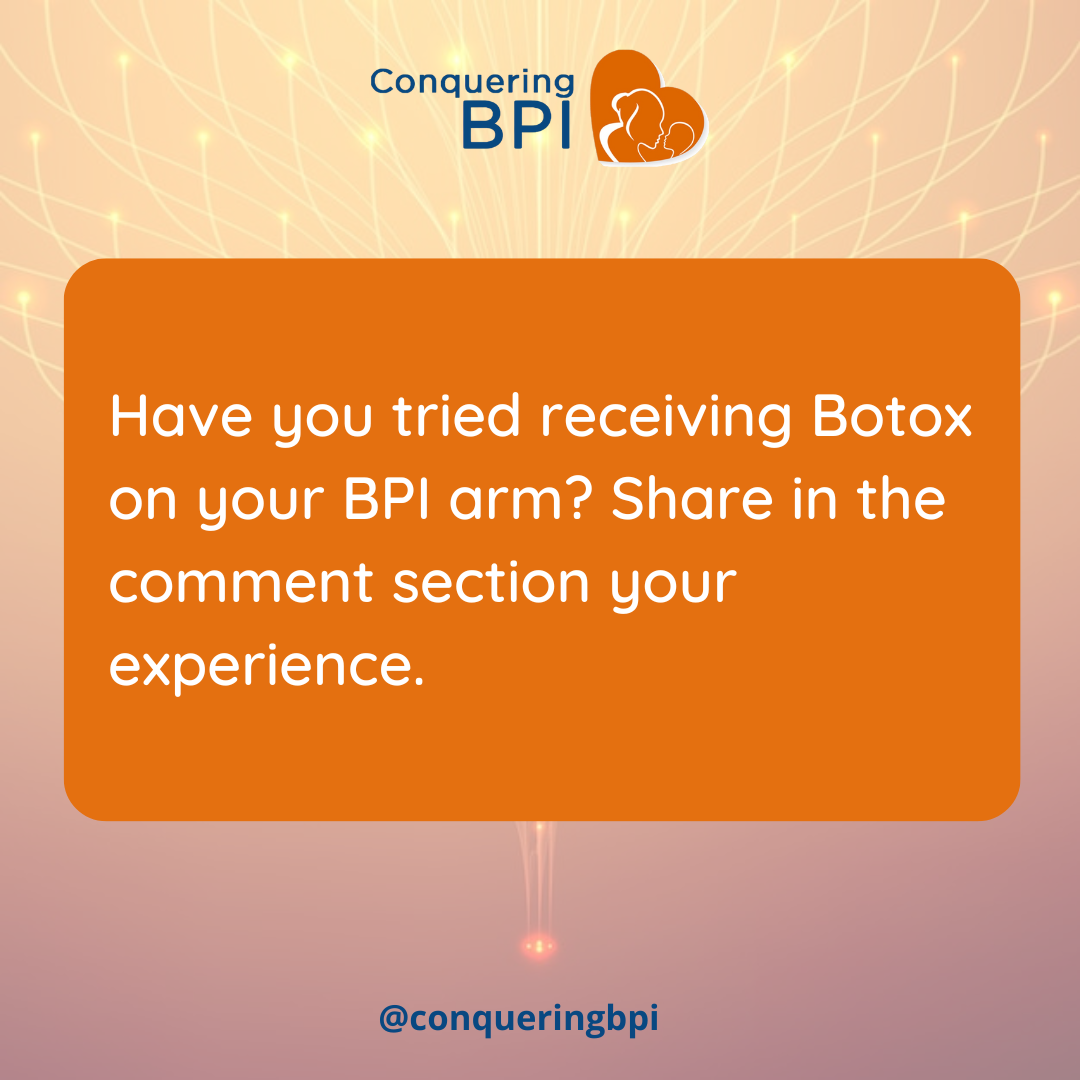 Conquering
BPI
Have you tried receiving Botox
on your BPI arm? Share in the
comment section your
experience.
@conqueringbpi